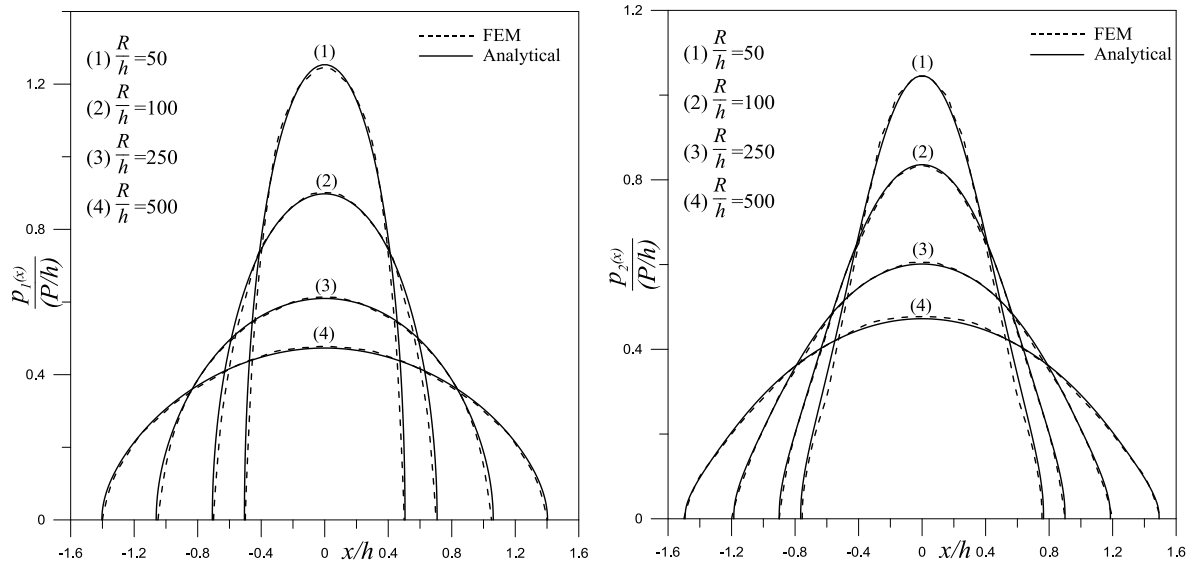 (1) R/h=50
(2) R/h=100
(3) R/h=250
(4) R/h=500
FEM
Analytical
(1)
(2)
(3)
(4)
p1(x)/(P/h)
1.2
0.8
0.4
0
-1.6 -1.2 -0.8 -0.4 0 x/h 0.4 0.8 1.2 1.6
(1) R/h=50
(2) R/h=100
(3) R/h=250
(4) R/h=500
FEM
Analytical
(1)
(2)
(3)
(4)
p2(x)/(P/h)
1.2
0.8
0.4
0
-1.6 -1.2 -0.8 -0.4 0 x/h 0.4 0.8 1.2 1.6